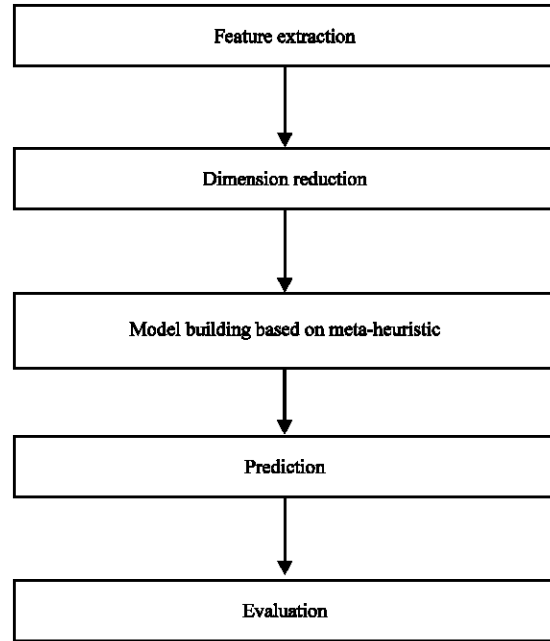 Feature extraction
Dimension reduction
Model building based on meta-heuristic
Prediction
Evaluation